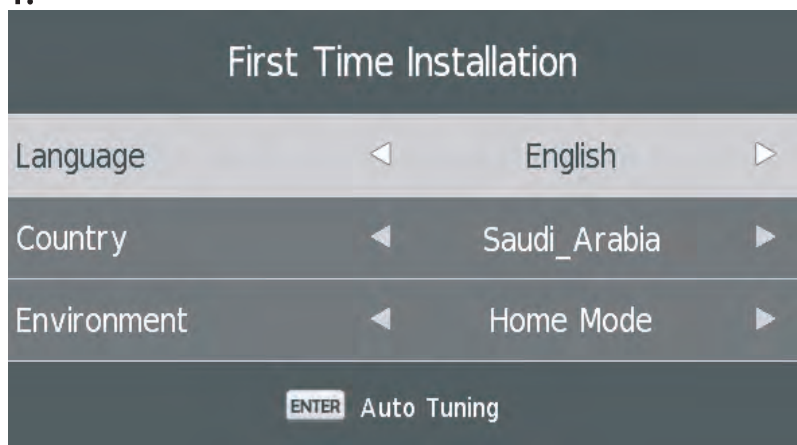 First Time Installation
Language English
Country Saudi_Arabia
Environment Home Mode
ENTER Auto Tuning